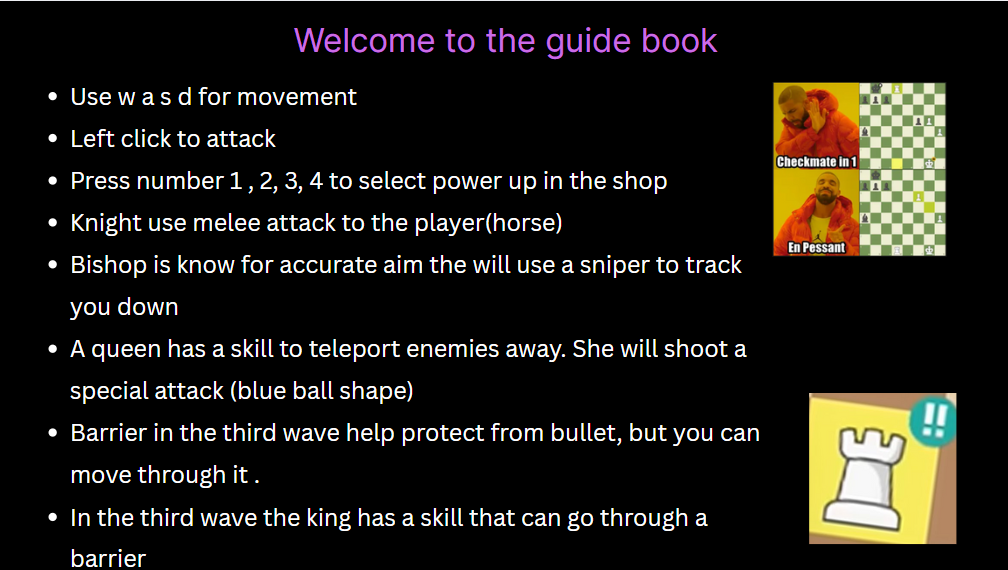 Welcome to the guide book
• Use w a s d for movement
• Left click to attack
• Press number 1 , 2, 3, 4 to select power up in the shop
• Knight use melee attack to the player(horse)
• Bishop is know for accurate aim the will use a sniper to track
you down
• A queen has a skill to teleport enemies away. She will shoot a
special attack (blue ball shape)
• Barrier in the third wave help protect from bullet, but you can
move through it .
• In the third wave the king has a skill that can go through a
barrier
Checkmate in 1
En Pessant
!!